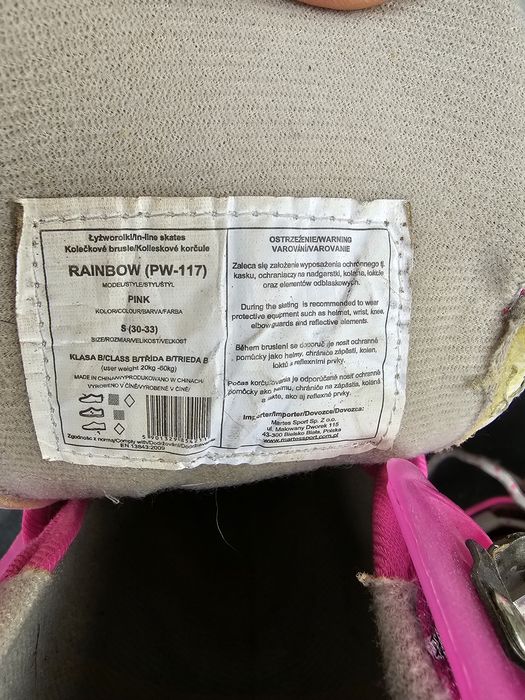 Łyżworolki/In-line skates
Kolečkové brusle/Kolieskové korčule
RAINBOW (PW-117)
MODEL/STYLE/STYL/ŠTÝL
PINK
KOLOR/COLOUR/BARVA/FARBA
S (30-33)
SIZE/ROZMIAR/VELIKOST/VEĽKOSŤ
KLASA B/CLASS B/TŘÍDA B/TRIEDA B
(user weight 20kg -60kg)
MADE IN CHINA/WYPRODUKOWANO W CHINACH/
VYROBENO V ČÍNĚ/VYROBENÉ V ČÍNE/
Zgodność z normą/Comply with/Dodržování/
EN 13843:2009
OSTRZEŻENIE/WARNING
VAROVÁNÍ/VAROVANIE
Zaleca się założenie wyposażenia ochronnego tj.
kasku, ochraniaczy na nadgarstki, kolana, łokcie
oraz elementów odblaskowych.
During the skating is recommended to wear
protective equipment such as helmet, wrist, knee,
elbow guards and reflective elements.
Během bruslení se doporučuje nosit ochranné
pomůcky jako helmy, chrániče zápěstí, kolen,
loktů a reflexními prvky.
Počas korčuľovania je odporúčané nosiť ochranné
pomôcky ako helmu, chrániče na zápästia, kolená
a lakte, ako aj reflexné prvky
Importer/Importer/Dovozce/Dovozca:
Martes Sport Sp. Z o.o.
ul. Malowany Dworek 115
43-300 Bielsko Biała, Polska
www.martessport.com.pl